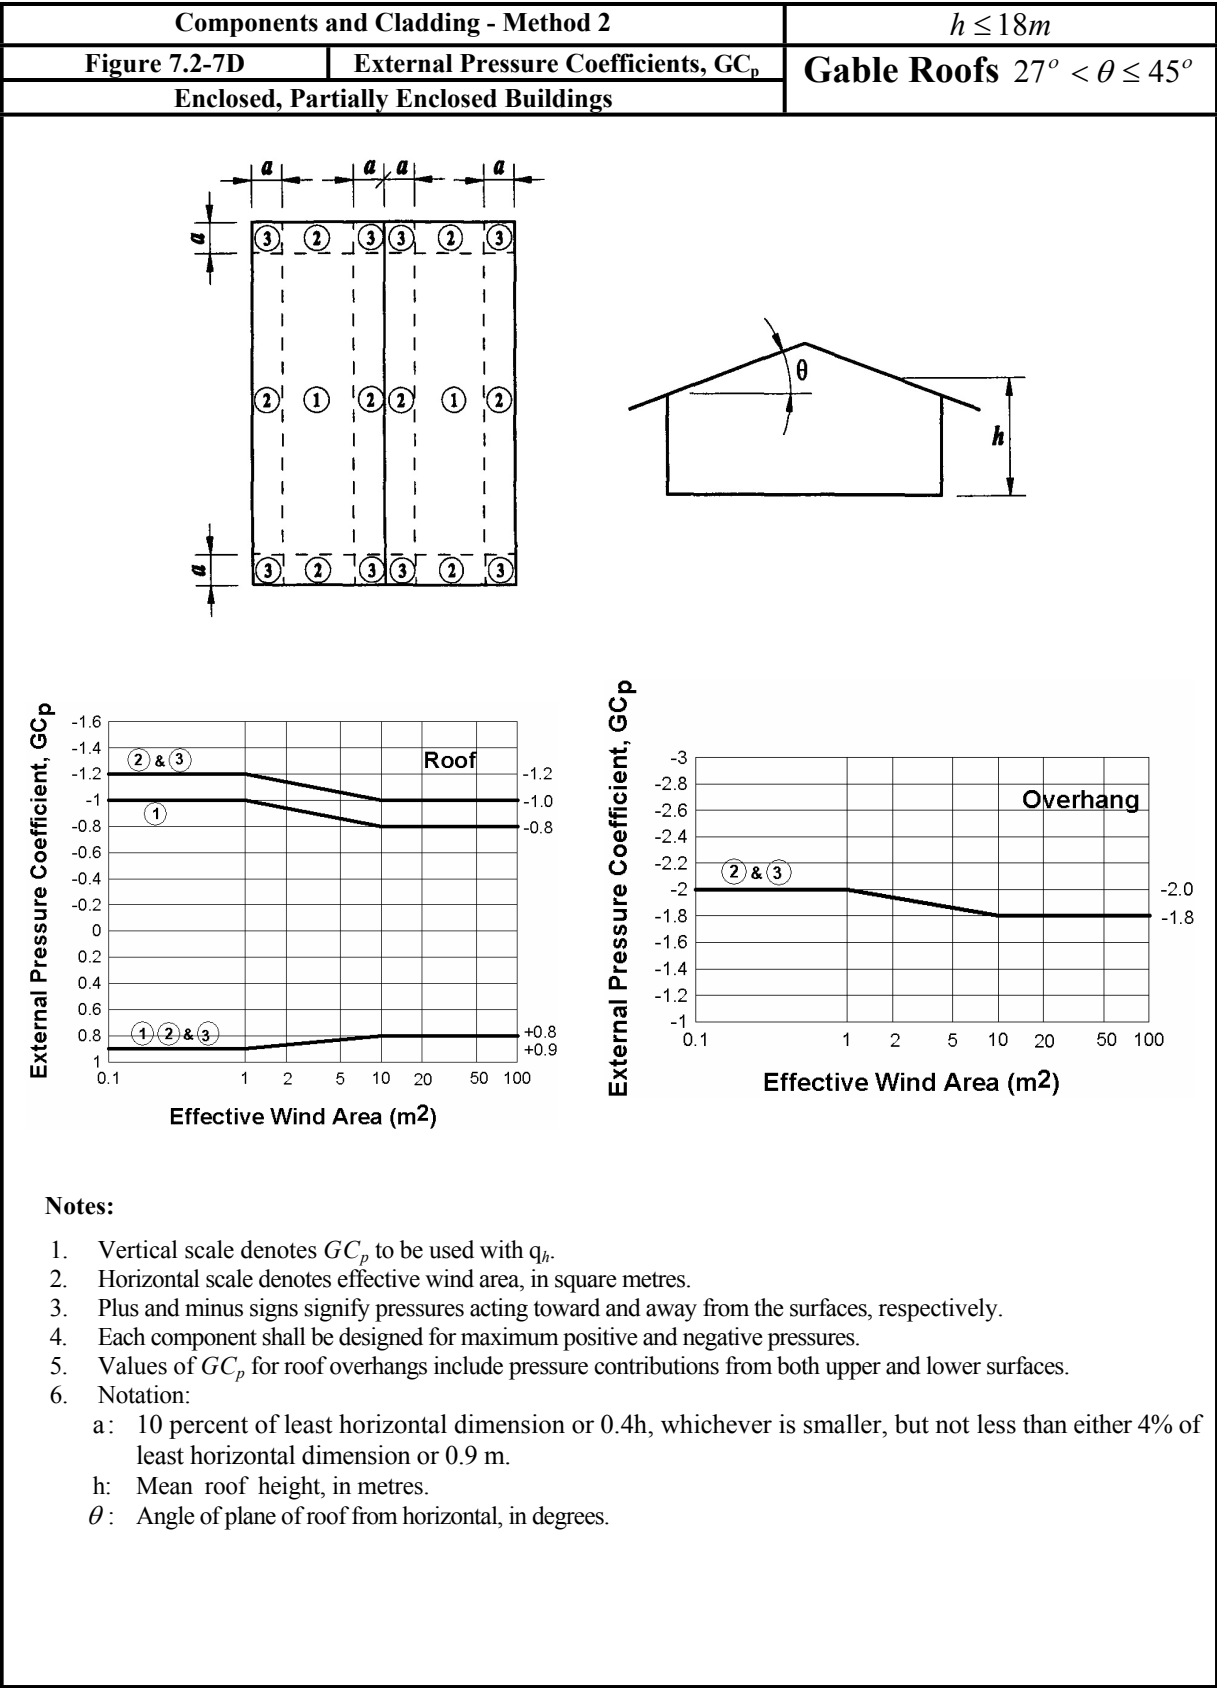 Components and Cladding - Method 2
h ≤ 18m
Figure 7.2-7D
External Pressure Coefficients, GCp
Gable Roofs 27° < θ ≤ 45°
Enclosed, Partially Enclosed Buildings
a a a a
a
3 2 3 3 2 3
2 1 2 2 1 2
a
3 2 3 3 2 3
θ
h
External Pressure Coefficient, GCp
-1.6
-1.4
-1.2
-1
-0.8
-0.6
-0.4
-0.2
0
0.2
0.4
0.6
0.8
1
2 & 3
Roof
1
1 2 & 3
-1.2
-1.0
-0.8
+0.8
+0.9
0.1 1 2 5 10 20 50 100
Effective Wind Area (m2)
External Pressure Coefficient, GCp
-3
-2.8
-2.6
-2.4
-2.2
-2
-1.8
-1.6
-1.4
-1.2
-1
Overhang
2 & 3
-2.0
-1.8
0.1 1 2 5 10 20 50 100
Effective Wind Area (m2)
Notes:
1. Vertical scale denotes GCp to be used with qh.
2. Horizontal scale denotes effective wind area, in square metres.
3. Plus and minus signs signify pressures acting toward and away from the surfaces, respectively.
4. Each component shall be designed for maximum positive and negative pressures.
5. Values of GCp for roof overhangs include pressure contributions from both upper and lower surfaces.
6. Notation:
a: 10 percent of least horizontal dimension or 0.4h, whichever is smaller, but not less than either 4% of
least horizontal dimension or 0.9 m.
h: Mean roof height, in metres.
θ: Angle of plane of roof from horizontal, in degrees.